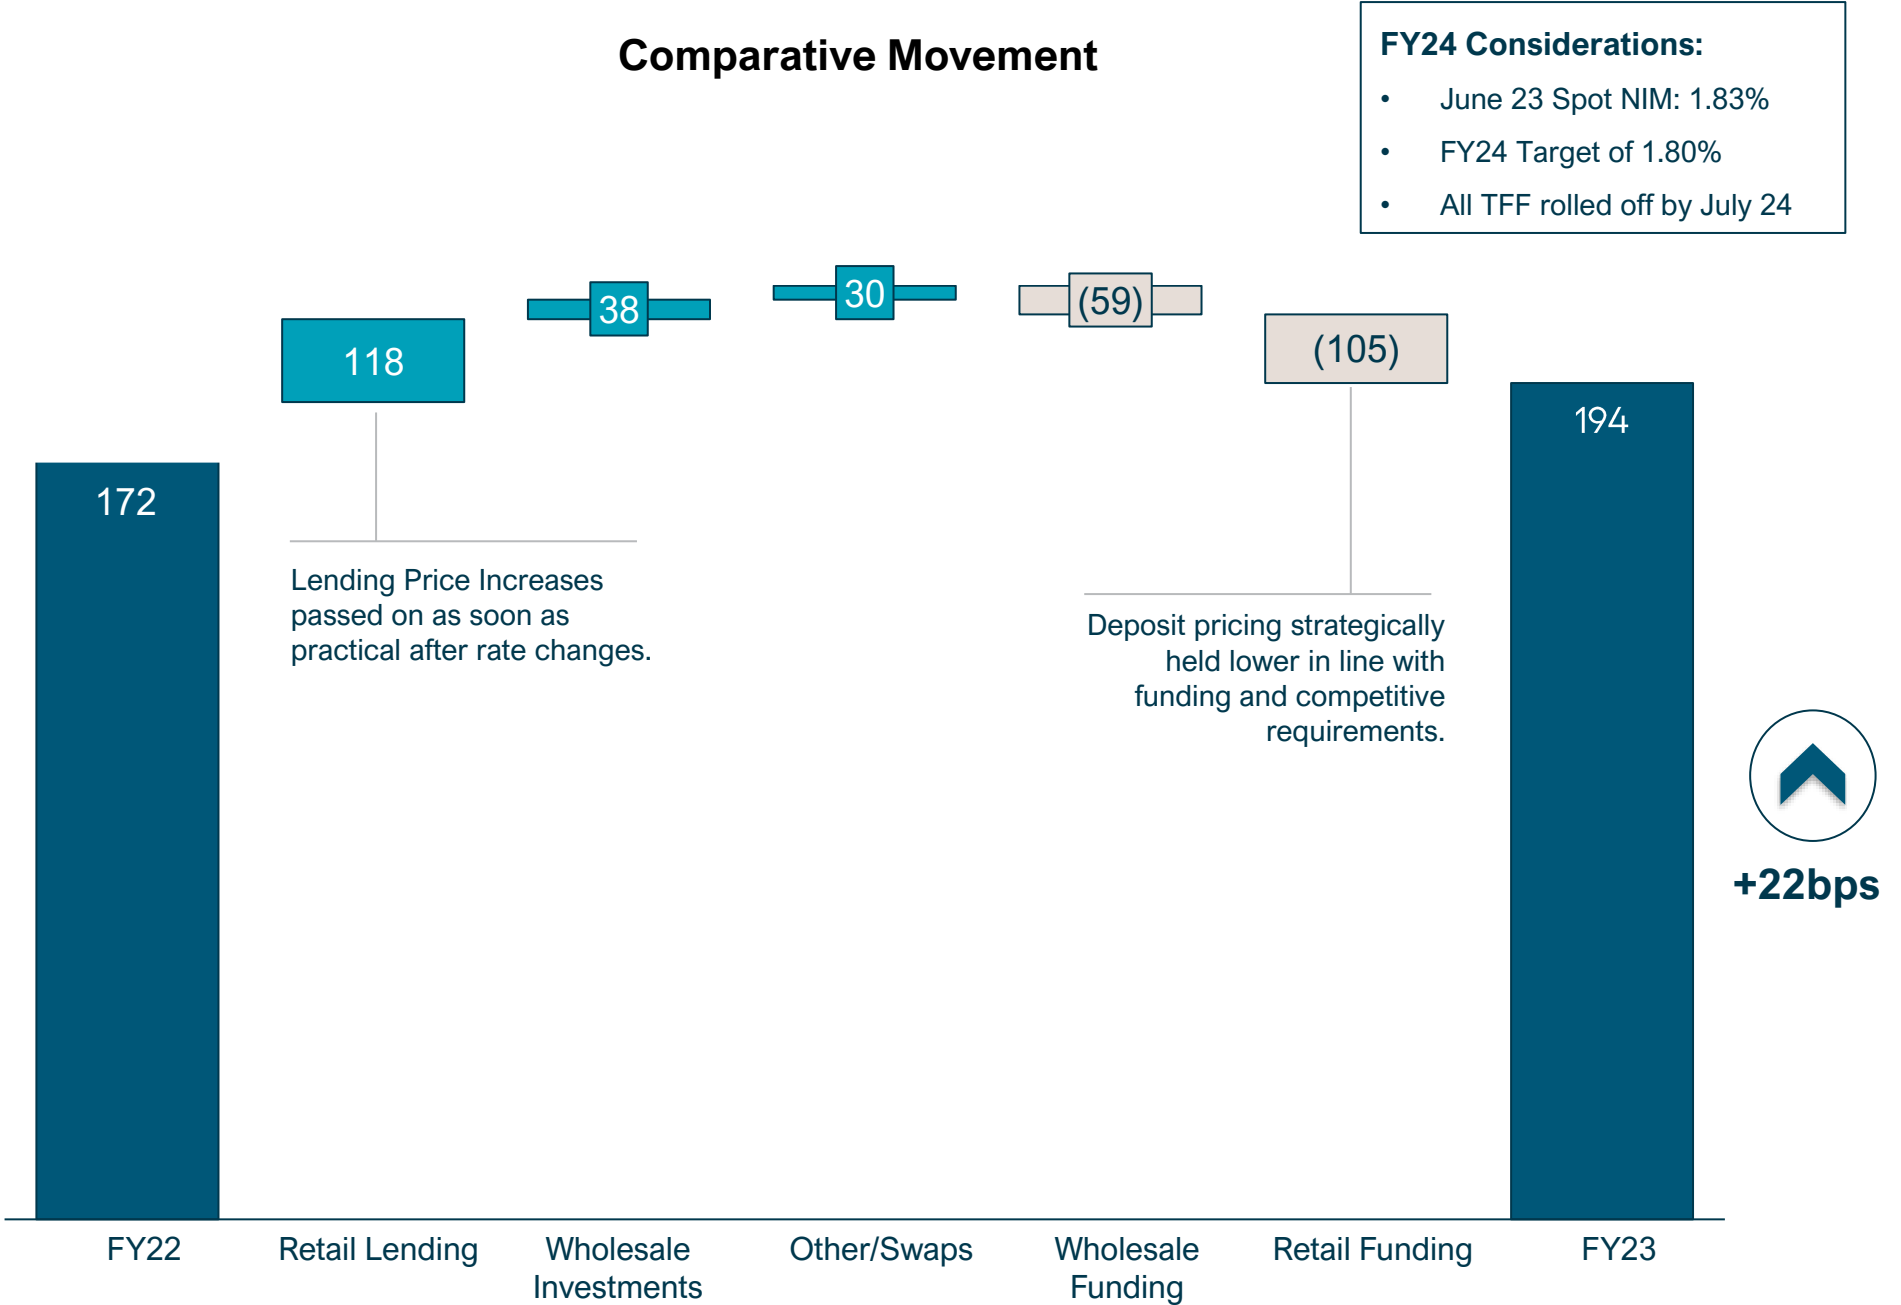 Comparative Movement
FY24 Considerations:
• June 23 Spot NIM: 1.83%
• FY24 Target of 1.80%
• All TFF rolled off by July 24
172
118
38
30
(59)
(105)
194
Lending Price Increases
passed on as soon as
practical after rate changes.
Deposit pricing strategically
held lower in line with
funding and competitive
requirements.
+22bps
FY22
Retail Lending
Wholesale
Investments
Other/Swaps
Wholesale
Funding
Retail Funding
FY23